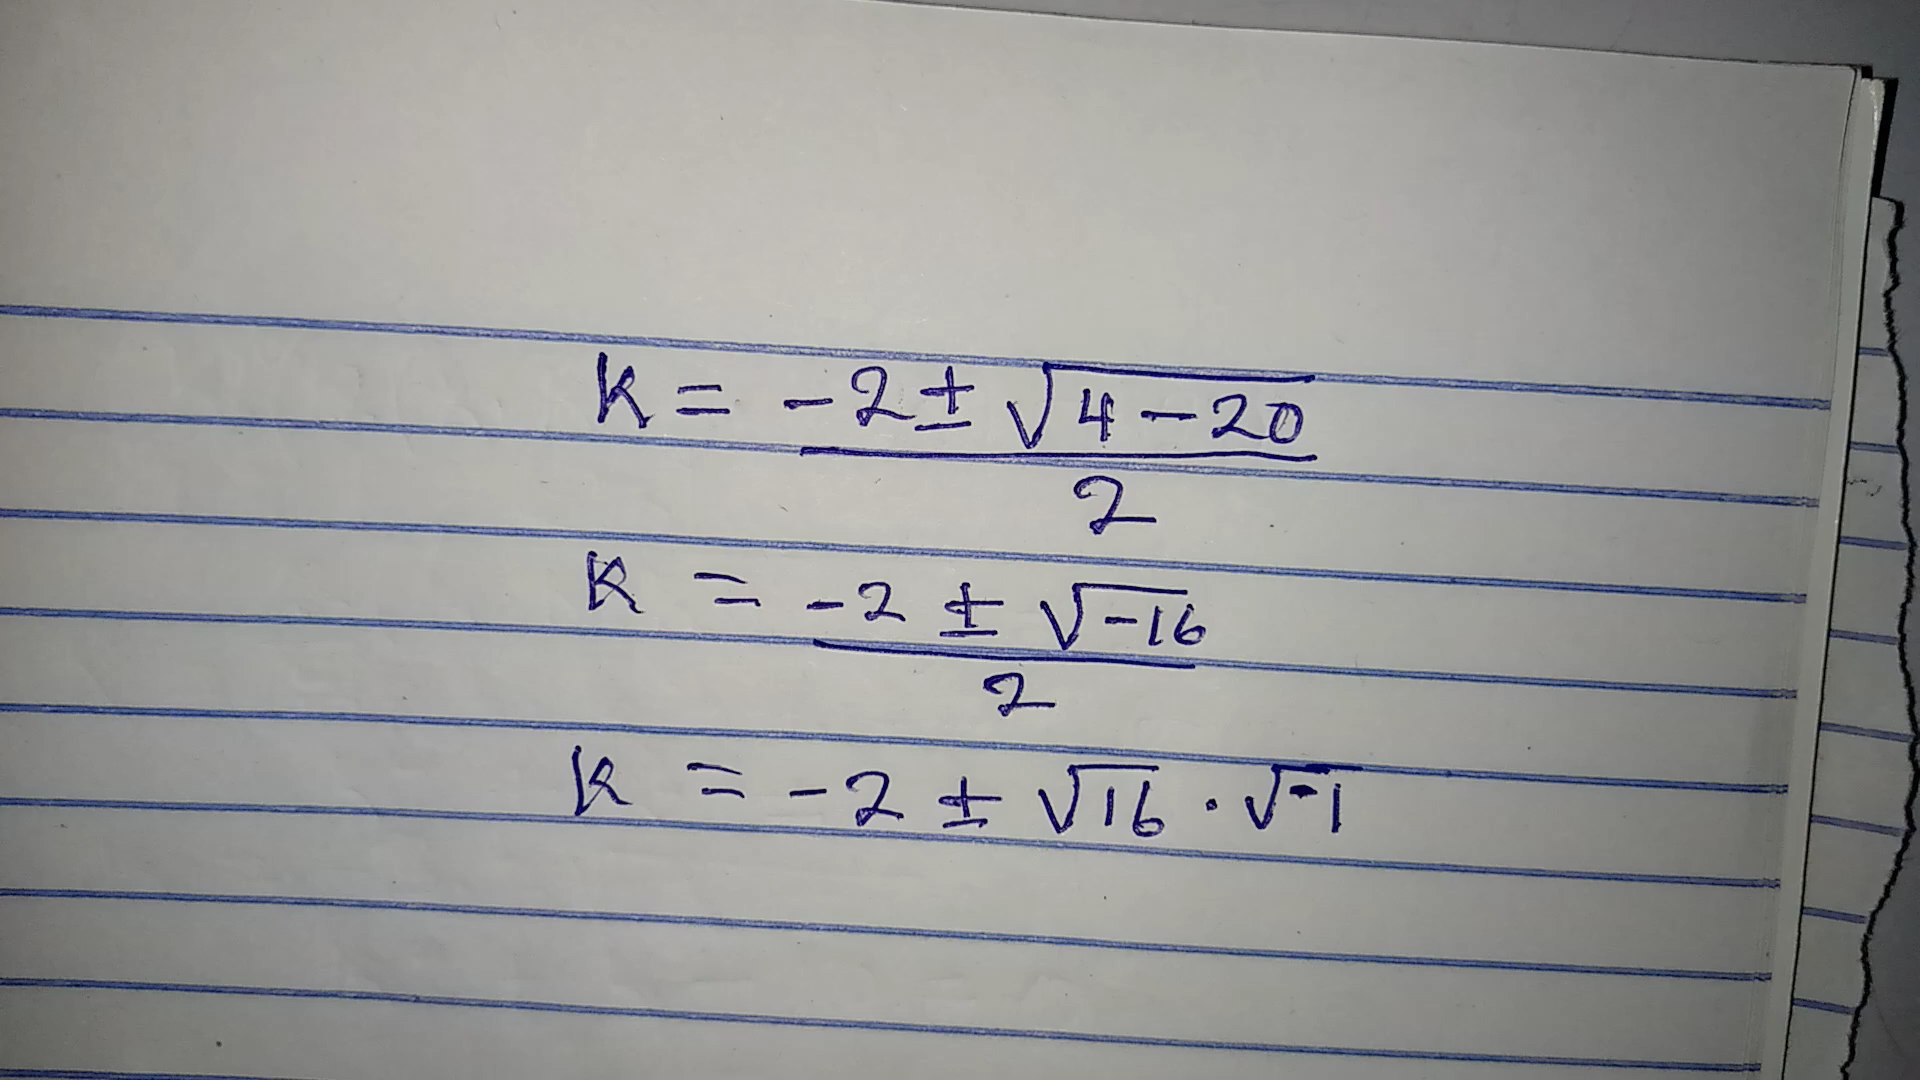 K = -2 ± √4 - 20
2
K = -2 ± √-16
2
K = -2 ± √16 · √-1